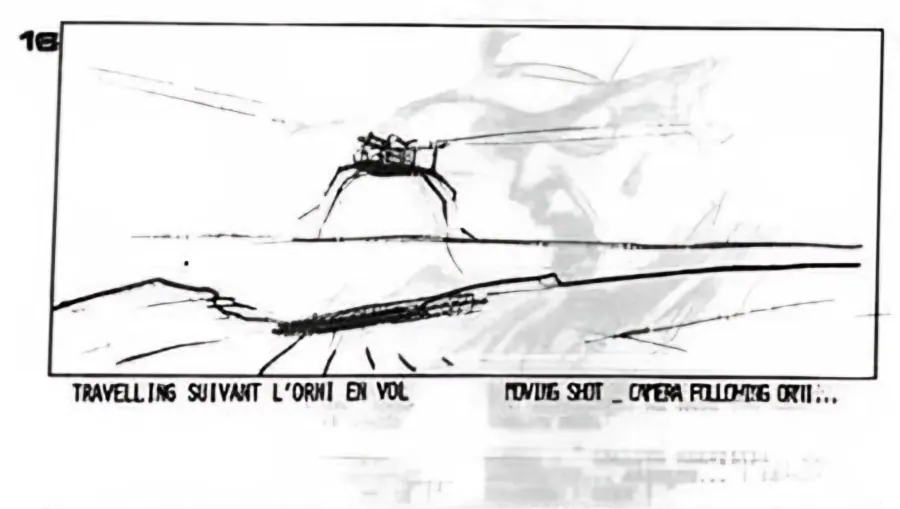 16
TRAVELLING SUIVANT L'ORNI EN VOL
MOVING SHOT _ CAMERA FOLLOWING ORNI...